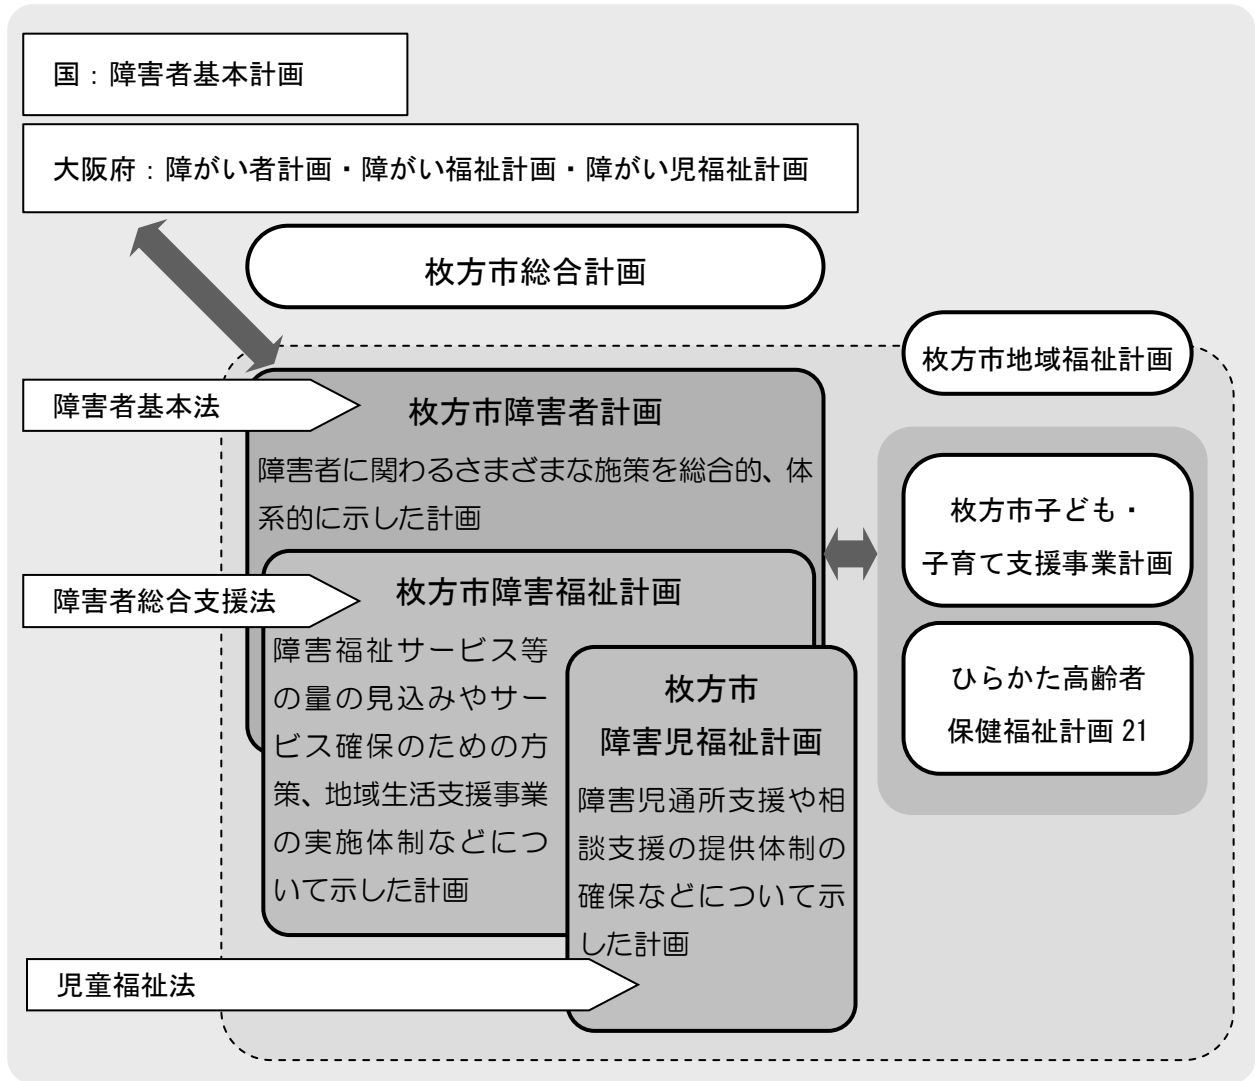 国：障害者基本計画
大阪府：障がい者計画・障がい福祉計画・障がい児福祉計画
枚方市総合計画
枚方市地域福祉計画
障害者基本法
枚方市障害者計画
障害者に関わるさまざまな施策を総合的、体
系的に示した計画
枚方市子ども・
子育て支援事業計画
障害者総合支援法
枚方市障害福祉計画
障害福祉サービス等
の量の見込みやサー
ビス確保のための方
策、地域生活支援事業
の実施体制などにつ
いて示した計画
枚方市
障害児福祉計画
障害児通所支援や相
談支援の提供体制の
確保などについて示
した計画
ひらかた高齢者
保健福祉計画 21
児童福祉法